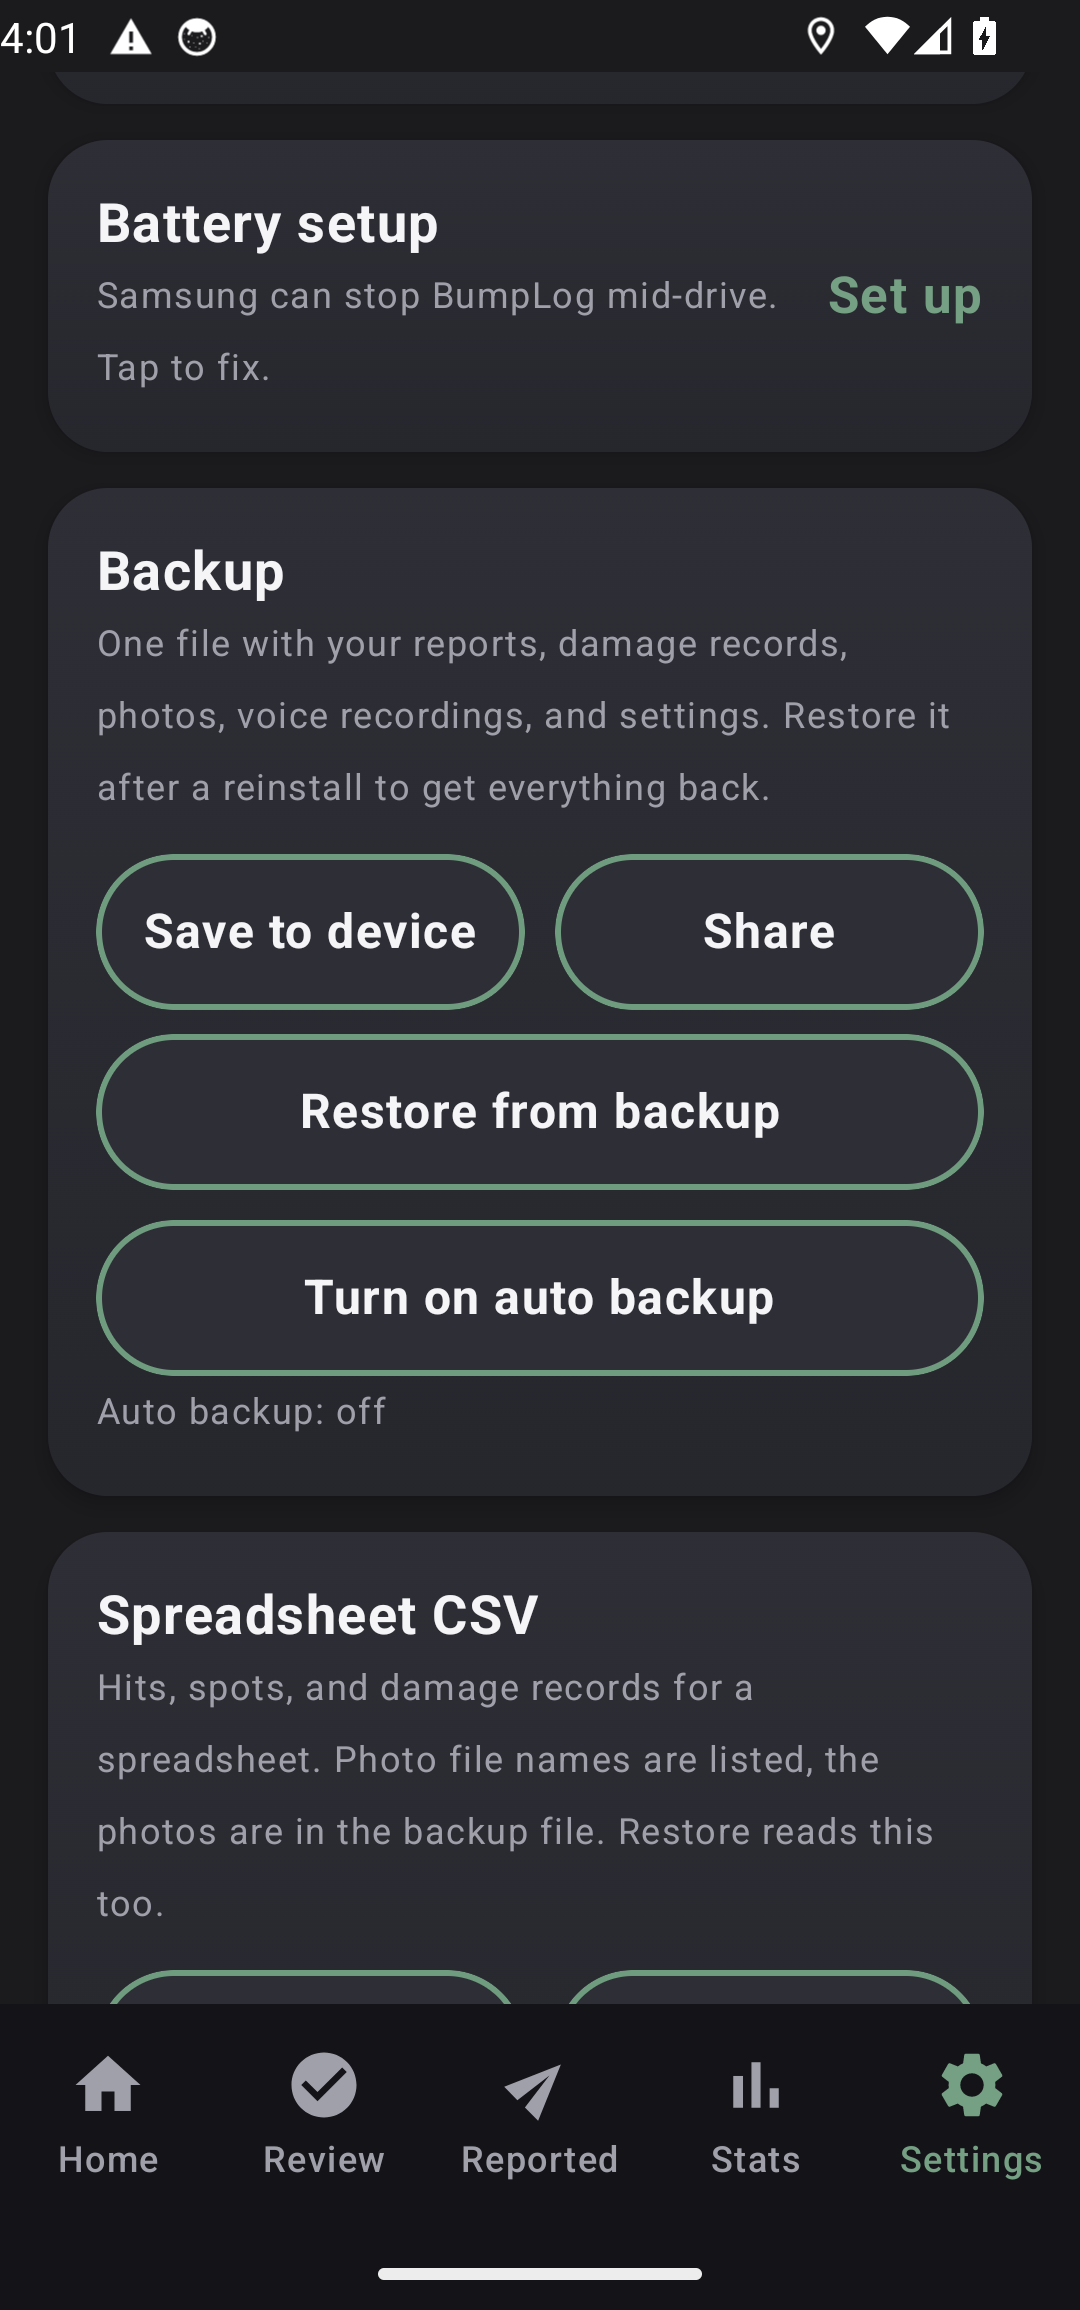 4:01
Battery setup
Samsung can stop BumpLog mid-drive.
Tap to fix.
Set up
Backup
One file with your reports, damage records,
photos, voice recordings, and settings. Restore it
after a reinstall to get everything back.
Save to device
Share
Restore from backup
Turn on auto backup
Auto backup: off
Spreadsheet CSV
Hits, spots, and damage records for a
spreadsheet. Photo file names are listed, the
photos are in the backup file. Restore reads this
too.
Home
Review
Reported
Stats
Settings